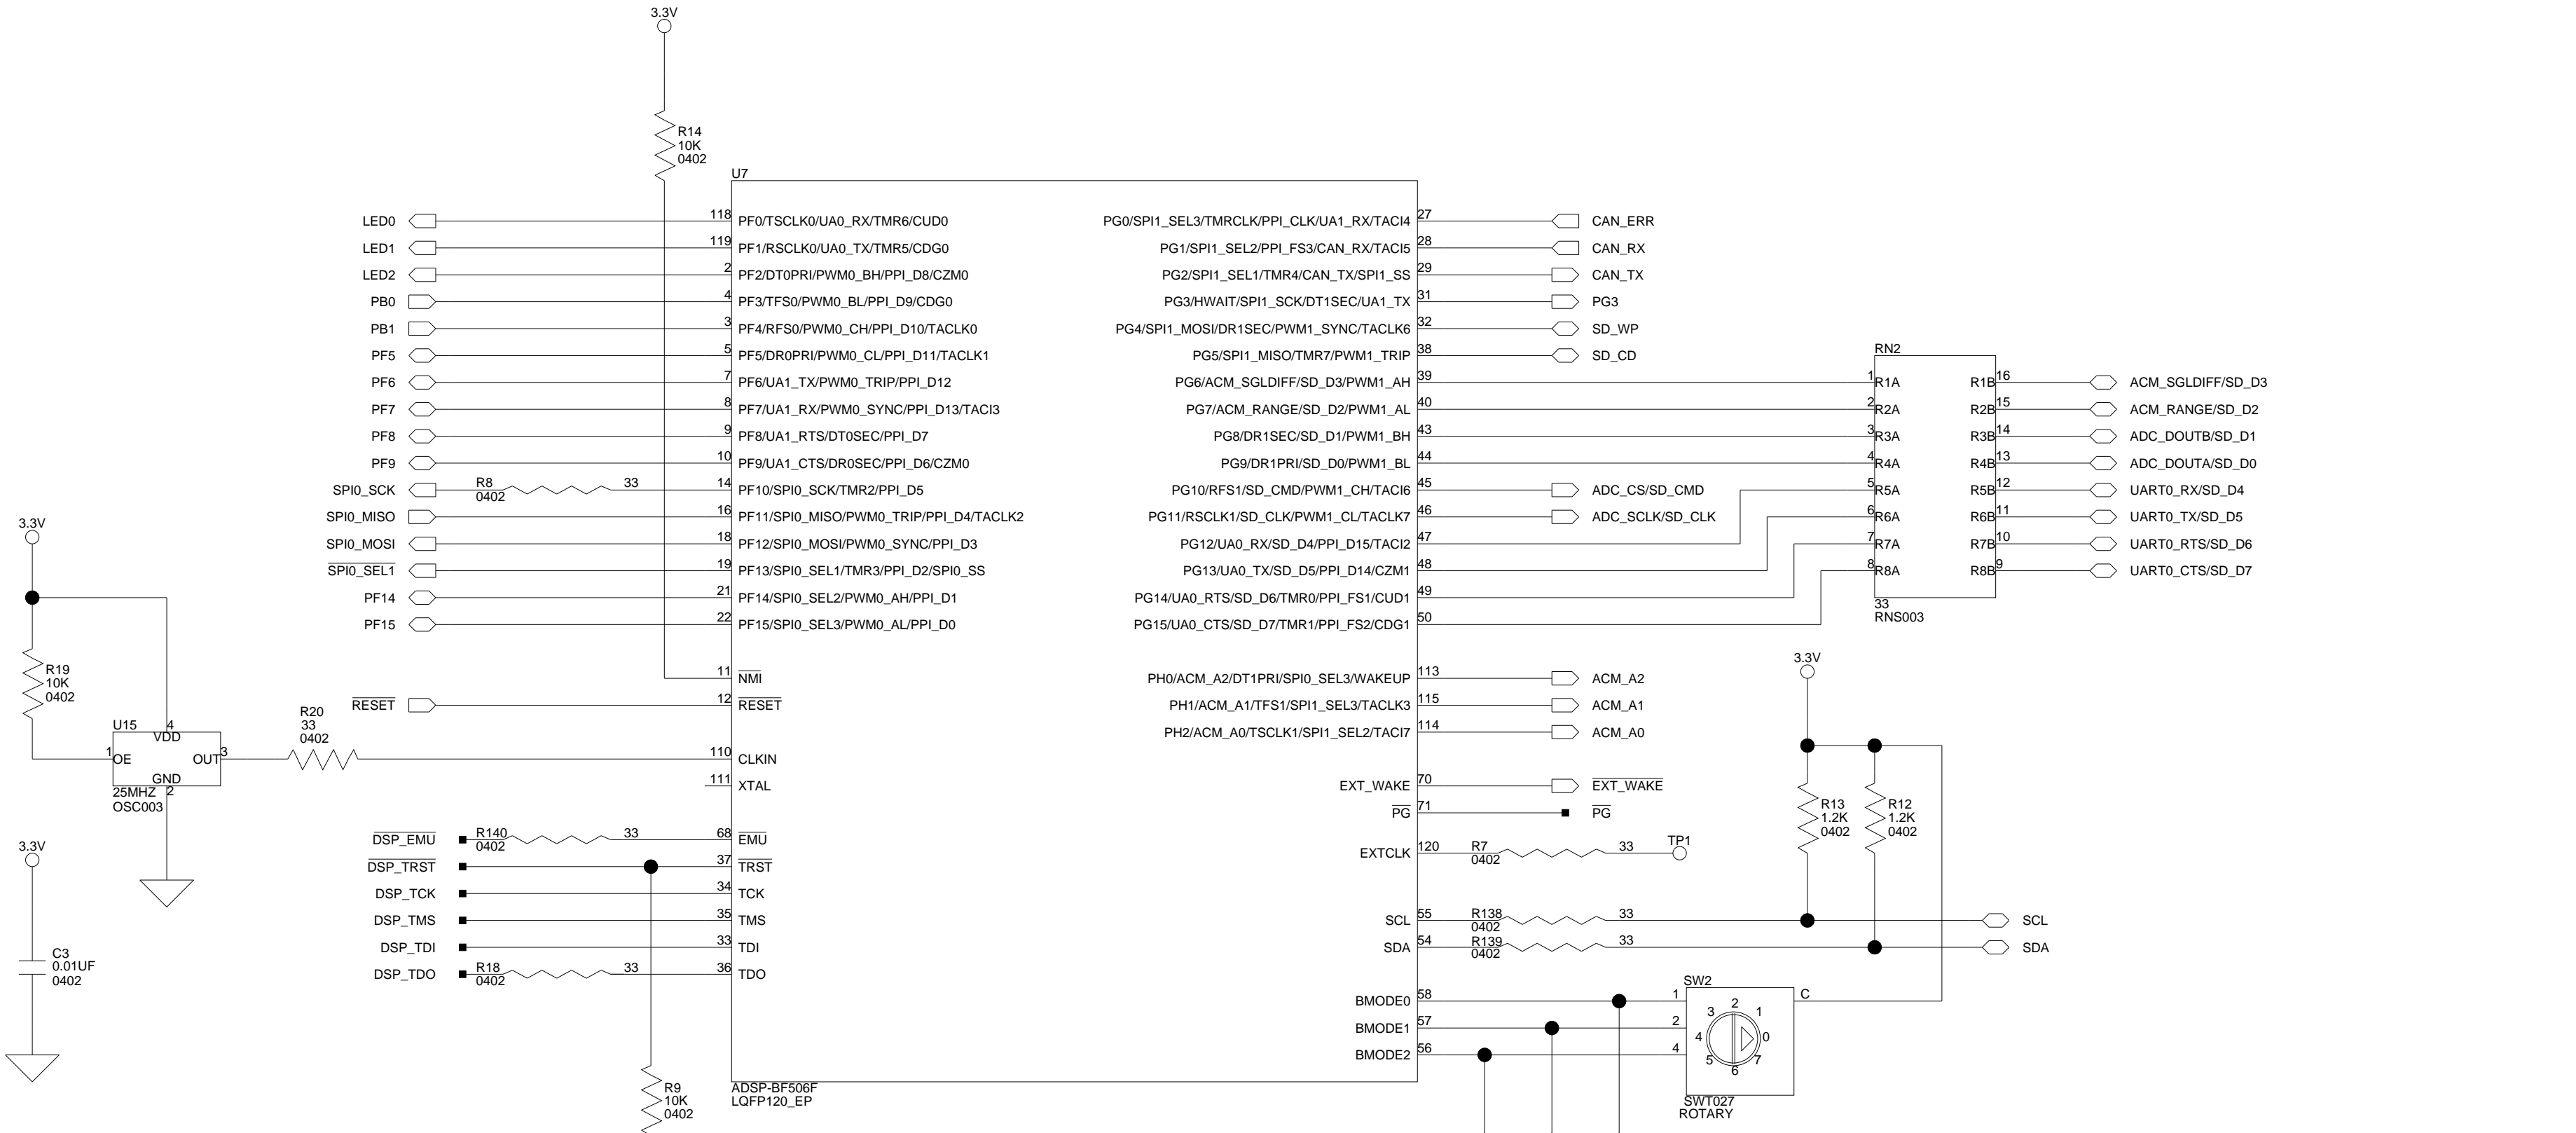 3.3V
R14
10K
0402
U7
LED0
LED1
LED2
PB0
PB1
PF5
PF6
PF7
PF8
PF9
SPI0_SCK
SPI0_MISO
SPI0_MOSI
SPI0_SEL1
PF14
PF15
R8
0402
33
118 PF0/TSCLK0/UA0_RX/TMR6/CUD0
119 PF1/RSCLK0/UA0_TX/TMR5/CDG0
2 PF2/DT0PRI/PWM0_BH/PPI_D8/CZM0
4 PF3/TFS0/PWM0_BL/PPI_D9/CDG0
3 PF4/RFS0/PWM0_CH/PPI_D10/TACLK0
5 PF5/DR0PRI/PWM0_CL/PPI_D11/TACLK1
7 PF6/UA1_TX/PWM0_TRIP/PPI_D12
8 PF7/UA1_RX/PWM0_SYNC/PPI_D13/TACI3
9 PF8/UA1_RTS/DT0SEC/PPI_D7
10 PF9/UA1_CTS/DR0SEC/PPI_D6/CZM0
14 PF10/SPI0_SCK/TMR2/PPI_D5
16 PF11/SPI0_MISO/PWM0_TRIP/PPI_D4/TACLK2
18 PF12/SPI0_MOSI/PWM0_SYNC/PPI_D3
19 PF13/SPI0_SEL1/TMR3/PPI_D2/SPI0_SS
21 PF14/SPI0_SEL2/PWM0_AH/PPI_D1
22 PF15/SPI0_SEL3/PWM0_AL/PPI_D0
11 NMI
RESET 12 RESET
110 CLKIN
111 XTAL
DSP_EMU R140 0402 33 68 EMU
DSP_TRST 37 TRST
DSP_TCK 34 TCK
DSP_TMS 35 TMS
DSP_TDI 33 TDI
DSP_TDO R18 0402 33 36 TDO
R9
10K
0402
ADSP-BF506F
LQFP120_EP
3.3V
R19
10K
0402
U15
4
VDD
1 OE
OUT 3
GND
2
25MHZ
OSC003
R20
33
0402
3.3V
C3
0.01UF
0402
PG0/SPI1_SEL3/TMRCLK/PPI_CLK/UA1_RX/TACI4 27 CAN_ERR
PG1/SPI1_SEL2/PPI_FS3/CAN_RX/TACI5 28 CAN_RX
PG2/SPI1_SEL1/TMR4/CAN_TX/SPI1_SS 29 CAN_TX
PG3/HWAIT/SPI1_SCK/DT1SEC/UA1_TX 31 PG3
PG4/SPI1_MOSI/DR1SEC/PWM1_SYNC/TACLK6 32 SD_WP
PG5/SPI1_MISO/TMR7/PWM1_TRIP 38 SD_CD
PG6/ACM_SGLDIFF/SD_D3/PWM1_AH 39
PG7/ACM_RANGE/SD_D2/PWM1_AL 40
PG8/DR1SEC/SD_D1/PWM1_BH 43
PG9/DR1PRI/SD_D0/PWM1_BL 44
PG10/RFS1/SD_CMD/PWM1_CH/TACI6 45 ADC_CS/SD_CMD
PG11/RSCLK1/SD_CLK/PWM1_CL/TACLK7 46 ADC_SCLK/SD_CLK
PG12/UA0_RX/SD_D4/PPI_D15/TACI2 47
PG13/UA0_TX/SD_D5/PPI_D14/CZM1 48
PG14/UA0_RTS/SD_D6/TMR0/PPI_FS1/CUD1 49
PG15/UA0_CTS/SD_D7/TMR1/PPI_FS2/CDG1 50
PH0/ACM_A2/DT1PRI/SPI0_SEL3/WAKEUP 113 ACM_A2
PH1/ACM_A1/TFS1/SPI1_SEL3/TACLK3 115 ACM_A1
PH2/ACM_A0/TSCLK1/SPI1_SEL2/TACI7 114 ACM_A0
EXT_WAKE 70 EXT_WAKE
PG 71 PG
EXTCLK 120 R7 0402 33 TP1
SCL 55 R138 0402 33 SCL
SDA 54 R139 0402 33 SDA
BMODE0 58
BMODE1 57
BMODE2 56
RN2
1 R1A R1B 16 ACM_SGLDIFF/SD_D3
2 R2A R2B 15 ACM_RANGE/SD_D2
3 R3A R3B 14 ADC_DOUTB/SD_D1
4 R4A R4B 13 ADC_DOUTA/SD_D0
5 R5A R5B 12 UART0_RX/SD_D4
6 R6A R6B 11 UART0_TX/SD_D5
7 R7A R7B 10 UART0_RTS/SD_D6
8 R8A R8B 9 UART0_CTS/SD_D7
33
RNS003
3.3V
R13
1.2K
0402
R12
1.2K
0402
SW2
1 C
2
4
2
3 1
4 0
5 7
6
SWT027
ROTARY